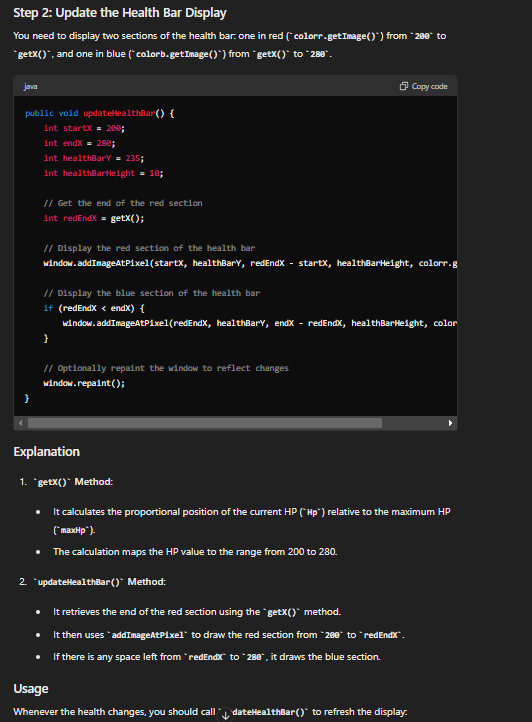 Step 2: Update the Health Bar Display
You need to display two sections of the health bar: one in red (`colorr.getImage()`) from `200` to
`getX()`, and one in blue (`colorb.getImage()`) from `getX()` to `280`.
java
Copy code
public void updateHealthBar() {
int startX = 200;
int endX = 280;
int healthBarY = 235;
int healthBarHeight = 10;
// Get the end of the red section
int redEndX = getX();
// Display the red section of the health bar
window.addImageAtPixel(startX, healthBarY, redEndX - startX, healthBarHeight, colorr.g
// Display the blue section of the health bar
if (redEndX < endX) {
window.addImageAtPixel(redEndX, healthBarY, endX - redEndX, healthBarHeight, color
}
// Optionally repaint the window to reflect changes
window.repaint();
}
Explanation
1. `getX()` Method:
• It calculates the proportional position of the current HP (`Hp`) relative to the maximum HP
(`maxHp`).
• The calculation maps the HP value to the range from 200 to 280.
2. `updateHealthBar()` Method:
• It retrieves the end of the red section using the `getX()` method.
• It then uses `addImageAtPixel` to draw the red section from `200` to `redEndX`.
• If there is any space left from `redEndX` to `280`, it draws the blue section.
Usage
Whenever the health changes, you should call ` dateHealthBar()` to refresh the display: